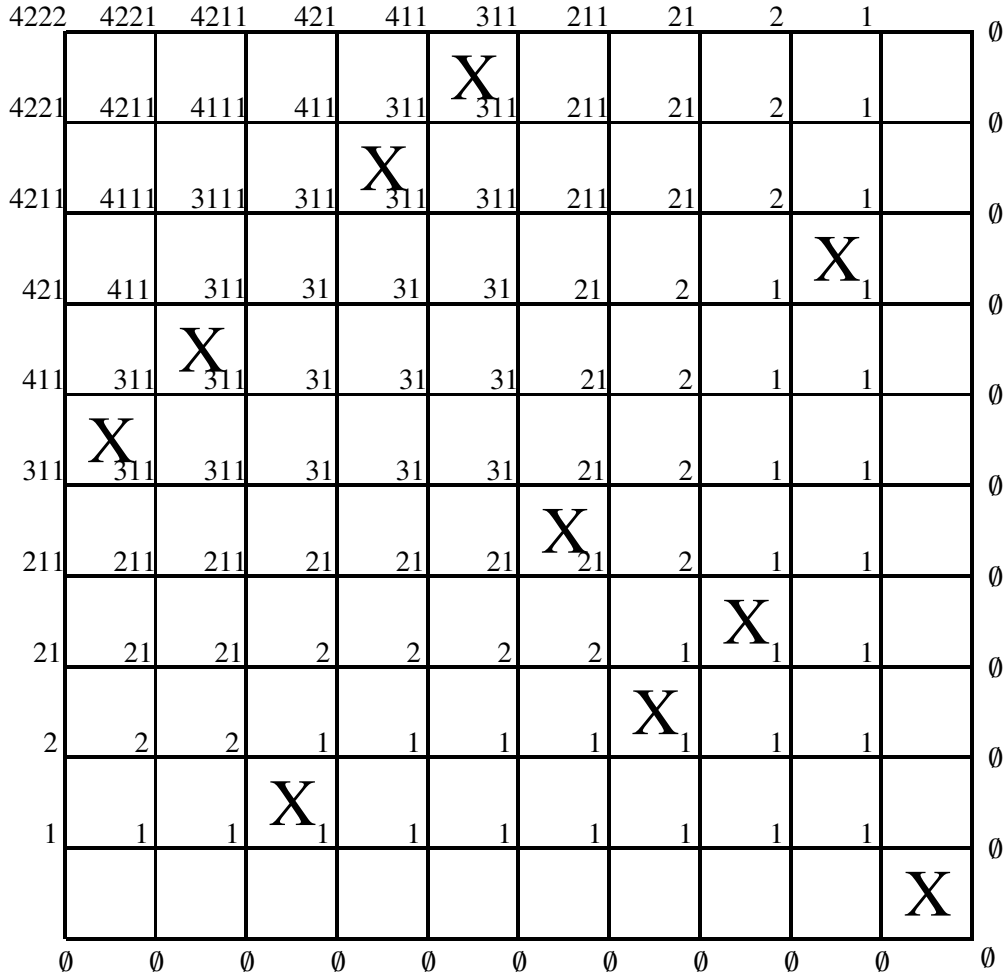 4222 4221 4211 421 411 311 211 21 2 1 ∅
X
4221 4211 4111 411 311 311 211 21 2 1 ∅
X
4211 4111 3111 311 311 311 211 21 2 1 ∅
X
421 411 311 31 31 31 21 2 1 1 ∅
X
411 311 311 31 31 31 21 2 1 1 ∅
X
311 311 311 31 31 31 21 2 1 1 ∅
X
211 211 211 21 21 21 21 2 1 1 ∅
X
21 21 21 2 2 2 2 1 1 1 ∅
X
2 2 2 1 1 1 1 1 1 1 ∅
X
1 1 1 1 1 1 1 1 1 1 ∅
X
∅ ∅ ∅ ∅ ∅ ∅ ∅ ∅ ∅ ∅ ∅